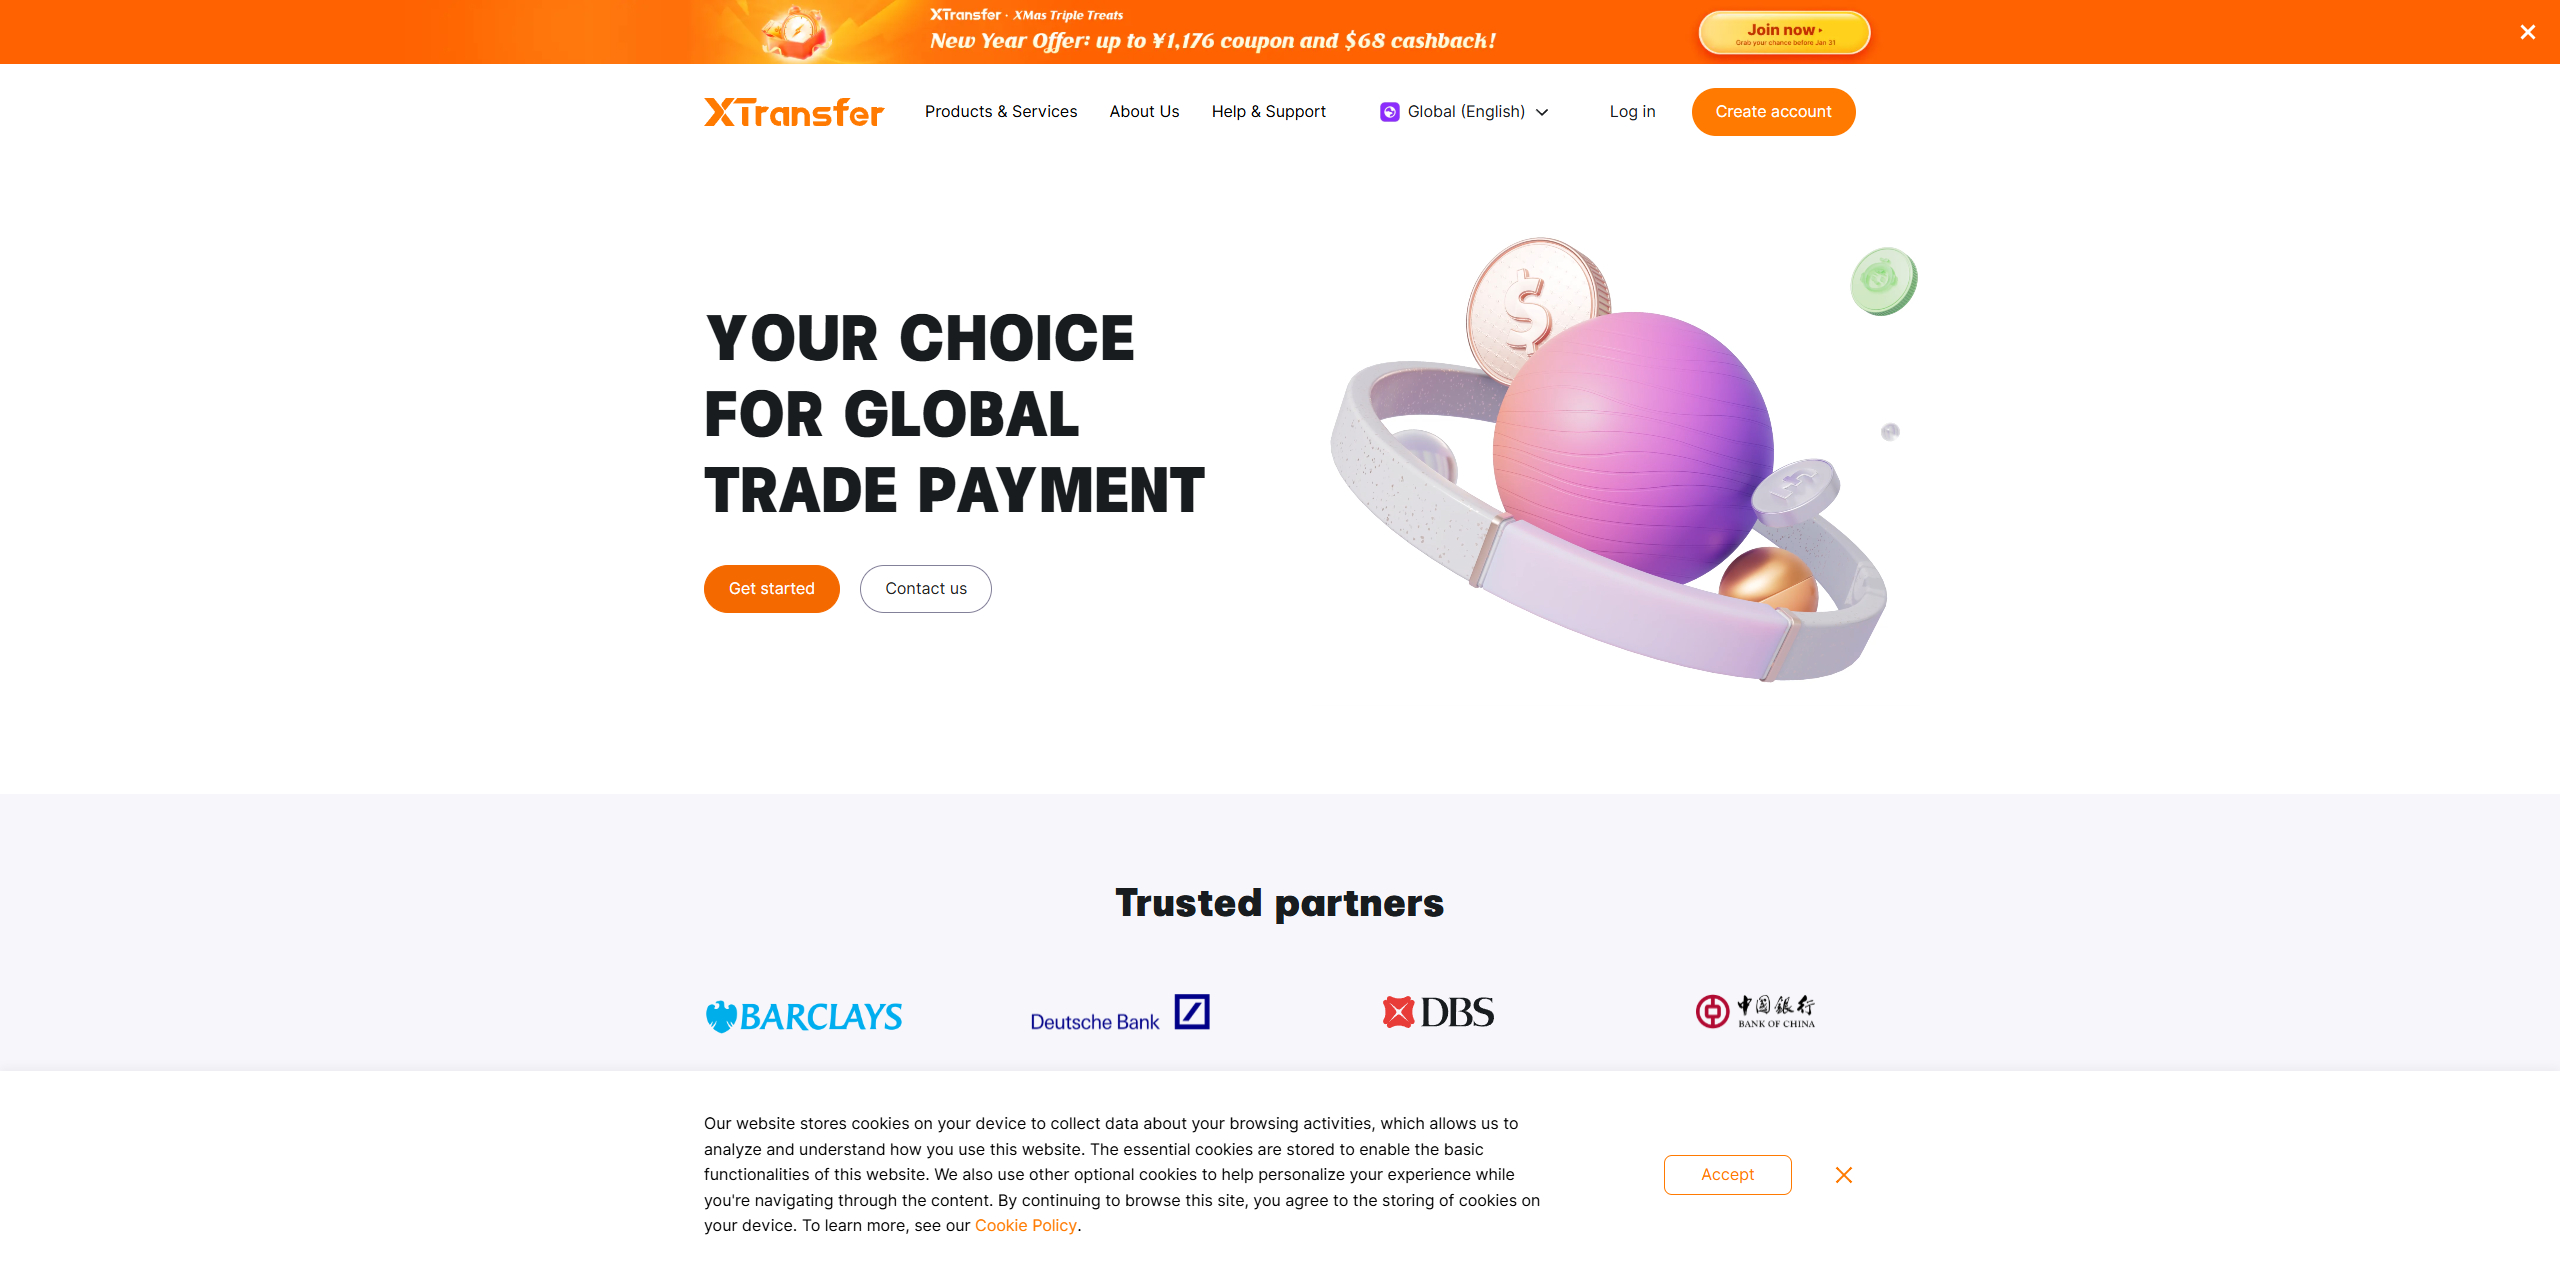 XTransfer · XMas Triple Treats
New Year Offer: up to ¥1,176 coupon and $68 cashback!
Join now
Grab your chance before Jan 31
XTransfer
Products & Services
About Us
Help & Support
Global (English)
Log in
Create account
YOUR CHOICE
FOR GLOBAL
TRADE PAYMENT
Get started
Contact us
Trusted partners
BARCLAYS
Deutsche Bank
DBS
中国银行
BANK OF CHINA
Our website stores cookies on your device to collect data about your browsing activities, which allows us to
analyze and understand how you use this website. The essential cookies are stored to enable the basic
functionalities of this website. We also use other optional cookies to help personalize your experience while
you're navigating through the content. By continuing to browse this site, you agree to the storing of cookies on
your device. To learn more, see our Cookie Policy.
Accept